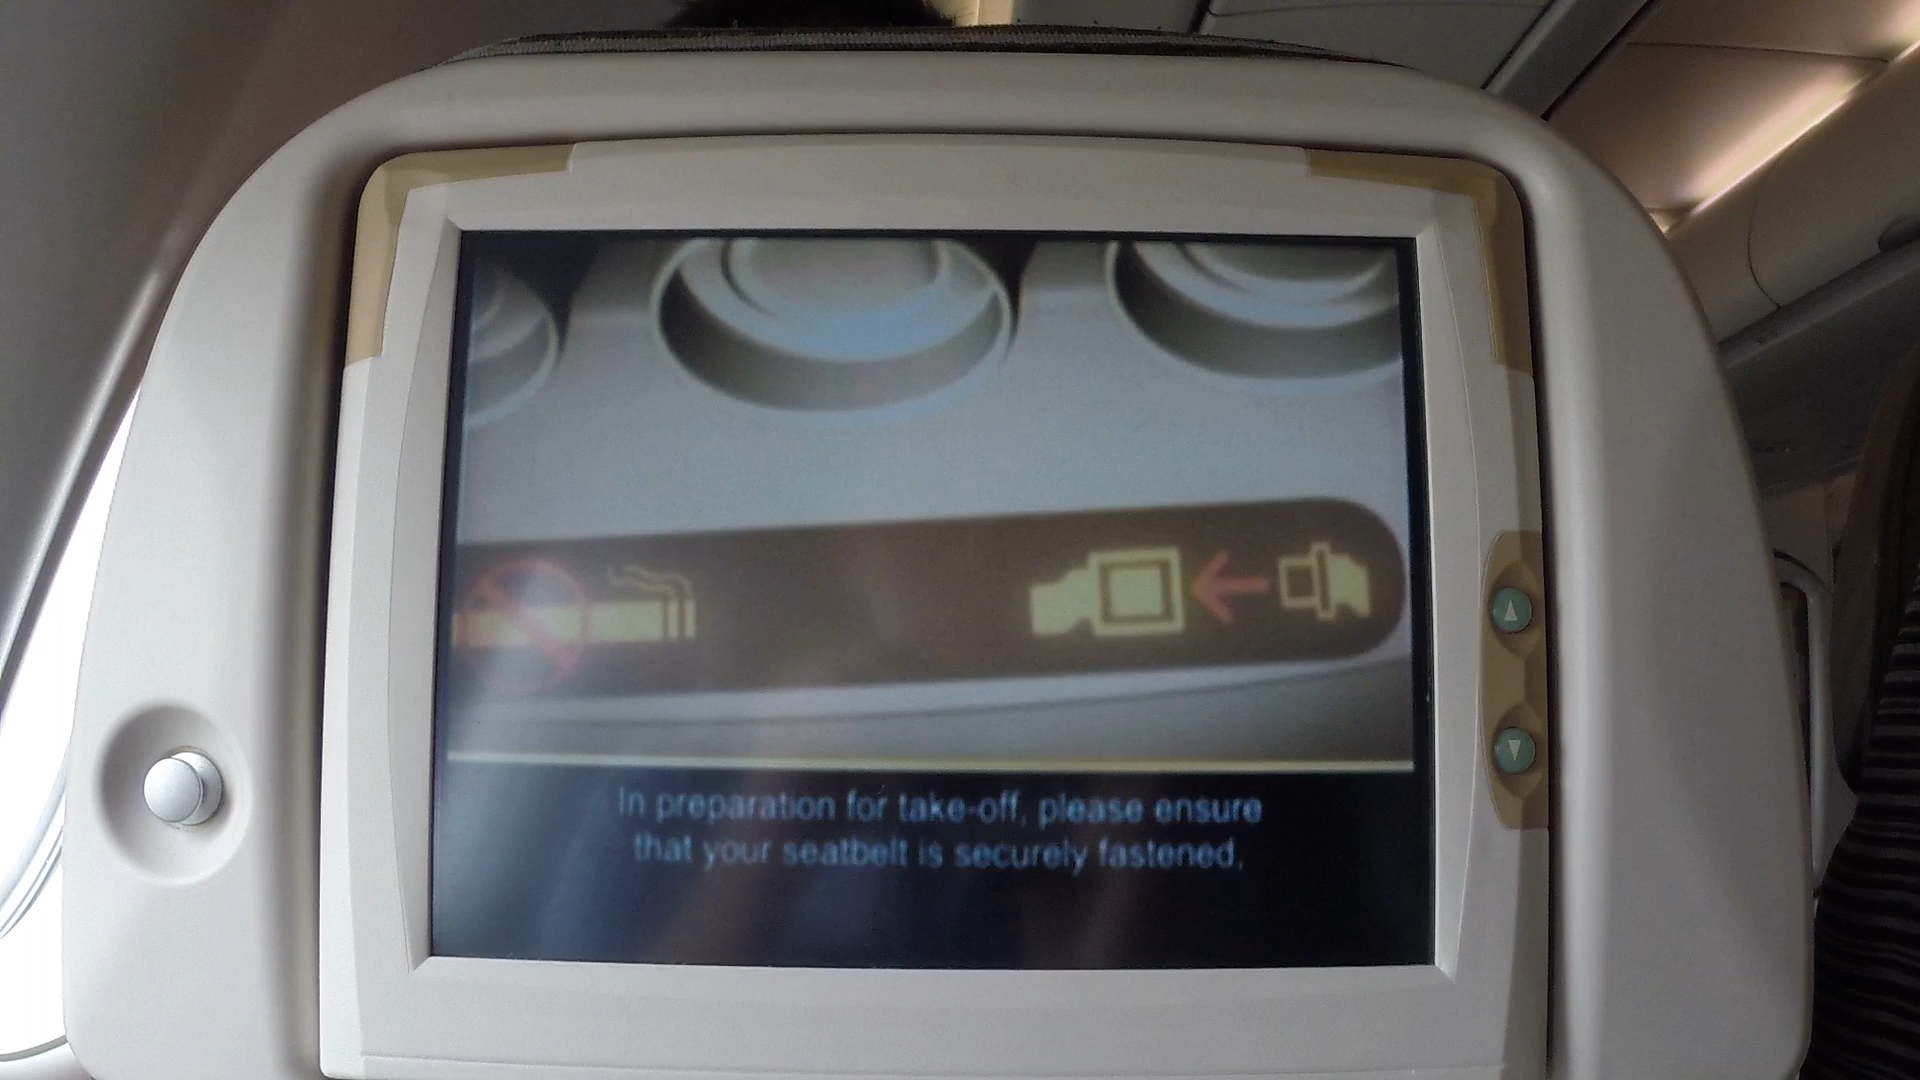 In preparation for take-off, please ensure
that your seatbelt is securely fastened,